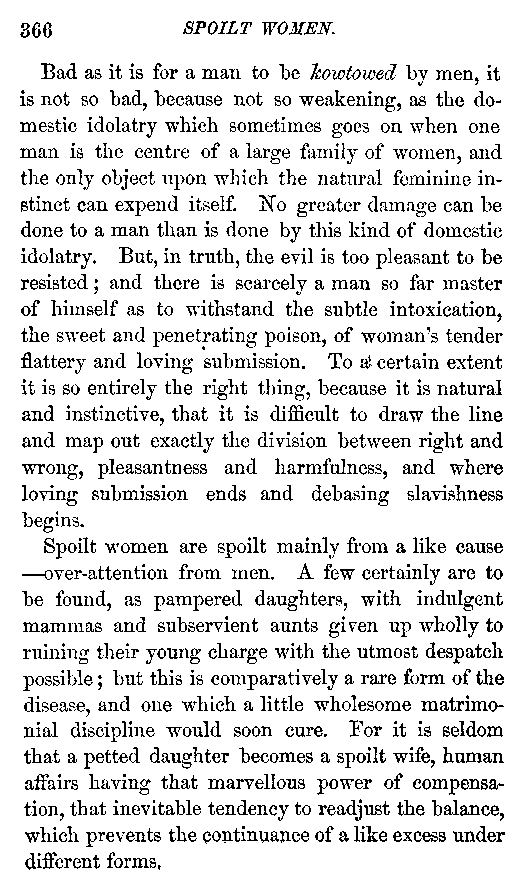 366 SPOILT WOMEN.
Bad as it is for a man to be kowtowed by men, it
is not so bad, because not so weakening, as the do-
mestic idolatry which sometimes goes on when one
man is the centre of a large family of women, and
the only object upon which the natural feminine in-
stinct can expend itself. No greater damage can be
done to a man than is done by this kind of domestic
idolatry. But, in truth, the evil is too pleasant to be
resisted; and there is scarcely a man so far master
of himself as to withstand the subtle intoxication,
the sweet and penetrating poison, of woman's tender
flattery and loving submission. To a certain extent
it is so entirely the right thing, because it is natural
and instinctive, that it is difficult to draw the line
and map out exactly the division between right and
wrong, pleasantness and harmfulness, and where
loving submission ends and debasing slavishness
begins.
Spoilt women are spoilt mainly from a like cause
—over-attention from men. A few certainly are to
be found, as pampered daughters, with indulgent
mammas and subservient aunts given up wholly to
ruining their young charge with the utmost despatch
possible; but this is comparatively a rare form of the
disease, and one which a little wholesome matrimo-
nial discipline would soon cure. For it is seldom
that a petted daughter becomes a spoilt wife, human
affairs having that marvellous power of compensa-
tion, that inevitable tendency to readjust the balance,
which prevents the continuance of a like excess under
different forms.